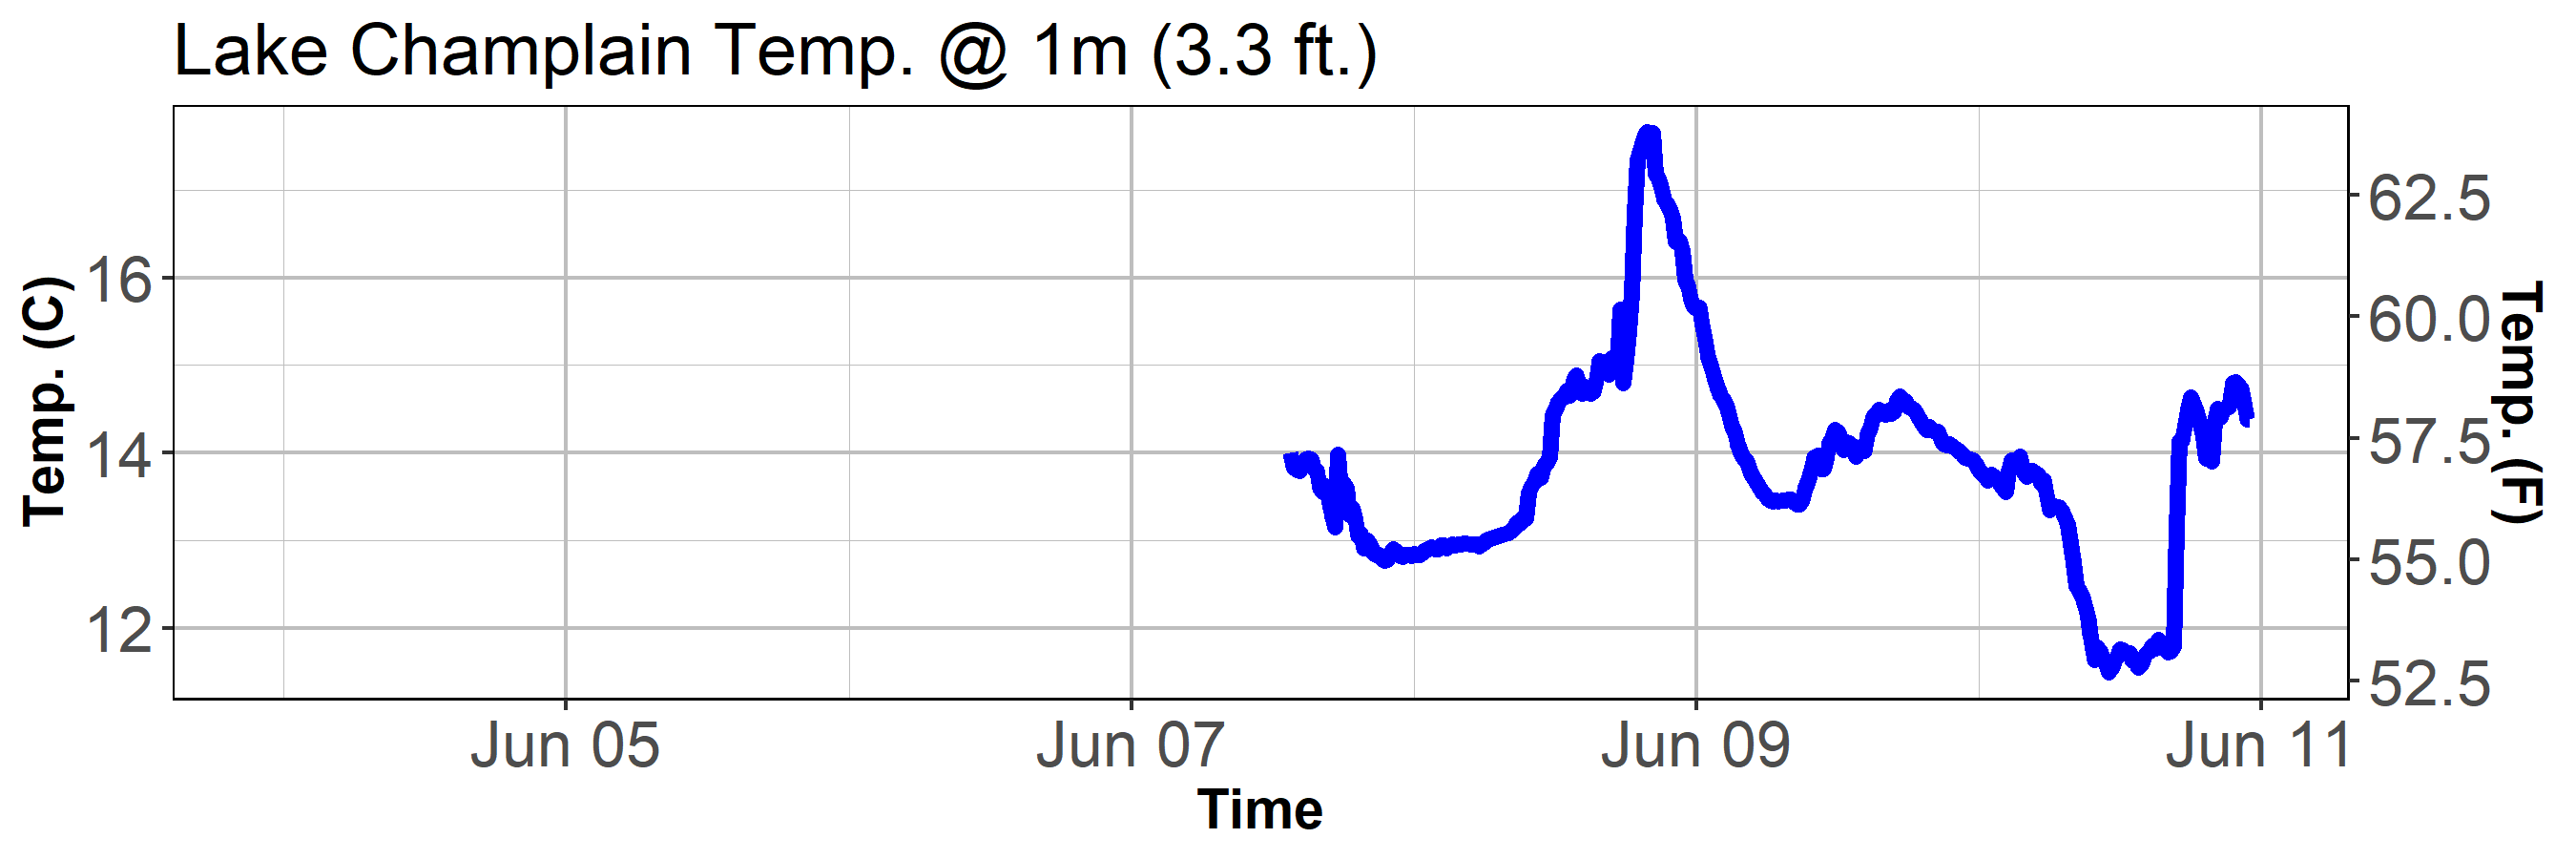 Lake Champlain Temp. @ 1m (3.3 ft.)
Temp. (C)
16
14
12
62.5
60.0
57.5
55.0
52.5
Temp. (F)
Jun 05
Jun 07
Jun 09
Jun 11
Time